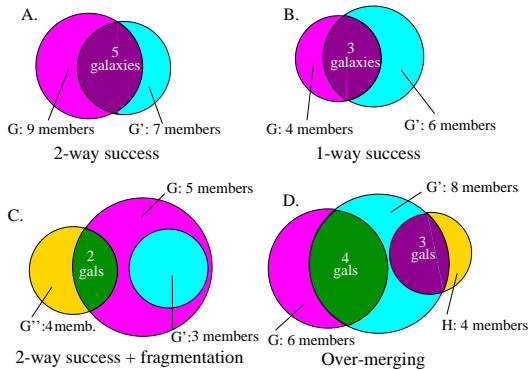 A.
5
galaxies
G: 9 members
G': 7 members
2-way success
B.
3
galaxies
G: 4 members
G': 6 members
1-way success
C.
G: 5 members
2
gals
G'':4memb.
G':3 members
2-way success + fragmentation
D.
G': 8 members
4
gals
3
gals
G: 6 members
H: 4 members
Over-merging